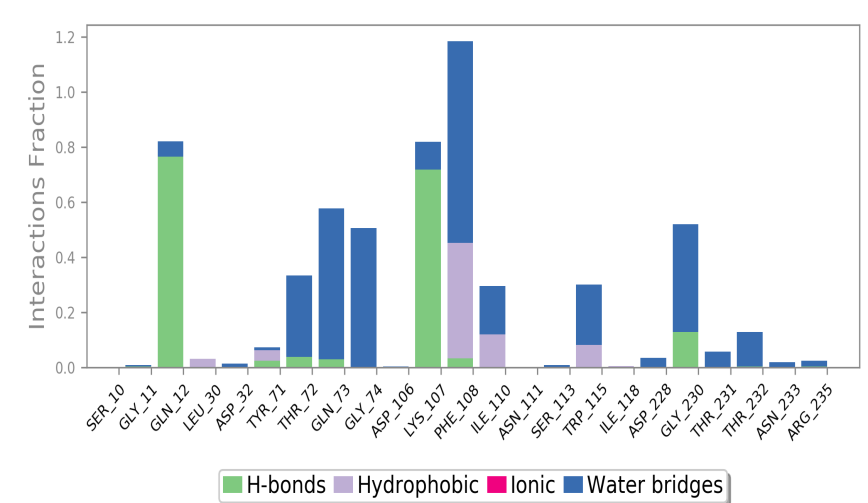 Interactions Fraction
1.2
1.0
0.8
0.6
0.4
0.2
0.0
SER_10 GLY_11 GLN_12 LEU_30 ASP_32 TYR_71 THR_72 GLN_73 GLY_74 ASP_106 LYS_107 PHE_108 ILE_110 ASN_111 SER_113 TRP_115 ILE_118 ASP_228 GLY_230 THR_231 THR_232 ASN_233 ARG_235
H-bonds Hydrophobic Ionic Water bridges